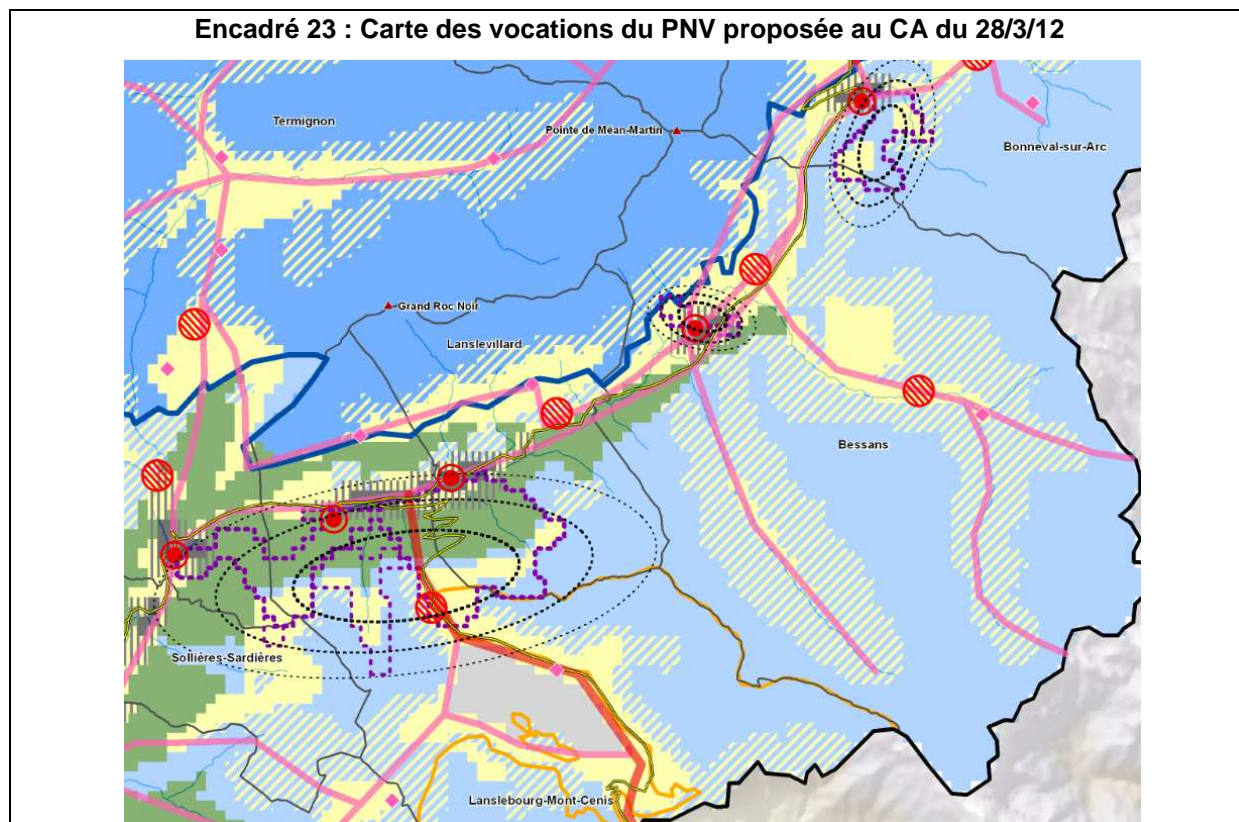 Encadré 23 : Carte des vocations du PNV proposée au CA du 28/3/12
Termignon
Pointe de Méan-Martin
Bonneval-sur-Arc
Grand Roc Noir
Lanslevillard
Bessans
Sollières-Sardières
Lanslebourg-Mont-Cenis